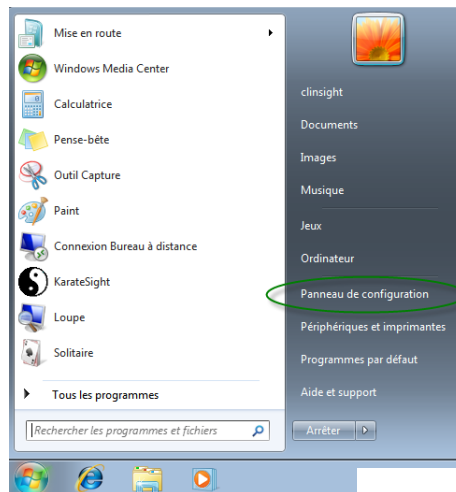 Mise en route
Windows Media Center
Calculatrice
Pense-bête
Outil Capture
Paint
Connexion Bureau à distance
KarateSight
Loupe
Solitaire
Tous les programmes
Rechercher les programmes et fichiers
clinsight
Documents
Images
Musique
Jeux
Ordinateur
Panneau de configuration
Périphériques et imprimantes
Programmes par défaut
Aide et support
Arrêter